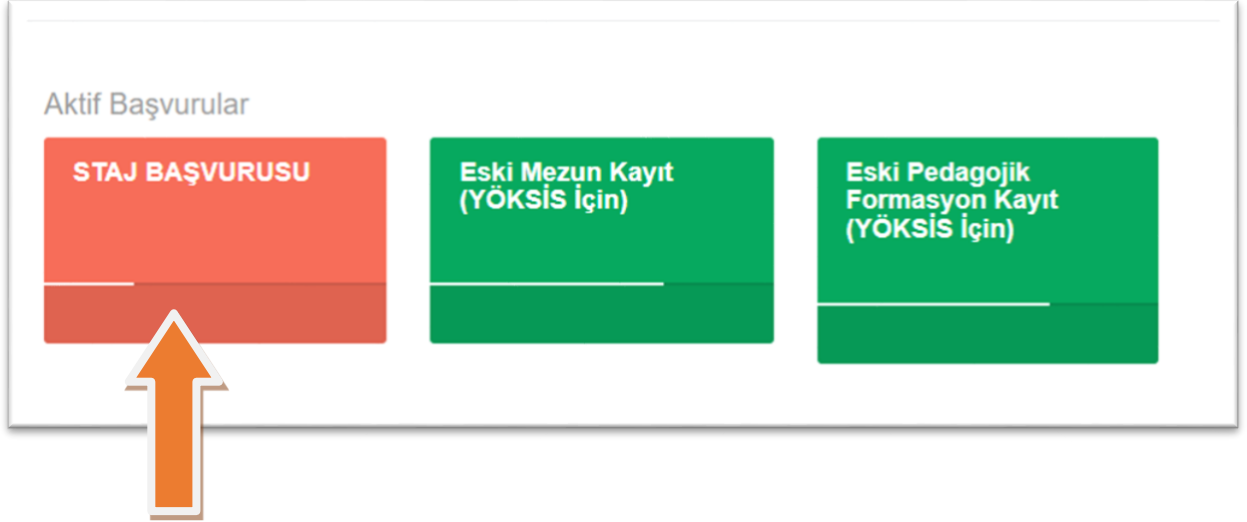 Aktif Başvurular
STAJ BAŞVURUSU
Eski Mezun Kayıt
(YÖKSİS İçin)
Eski Pedagojik
Formasyon Kayıt
(YÖKSİS İçin)